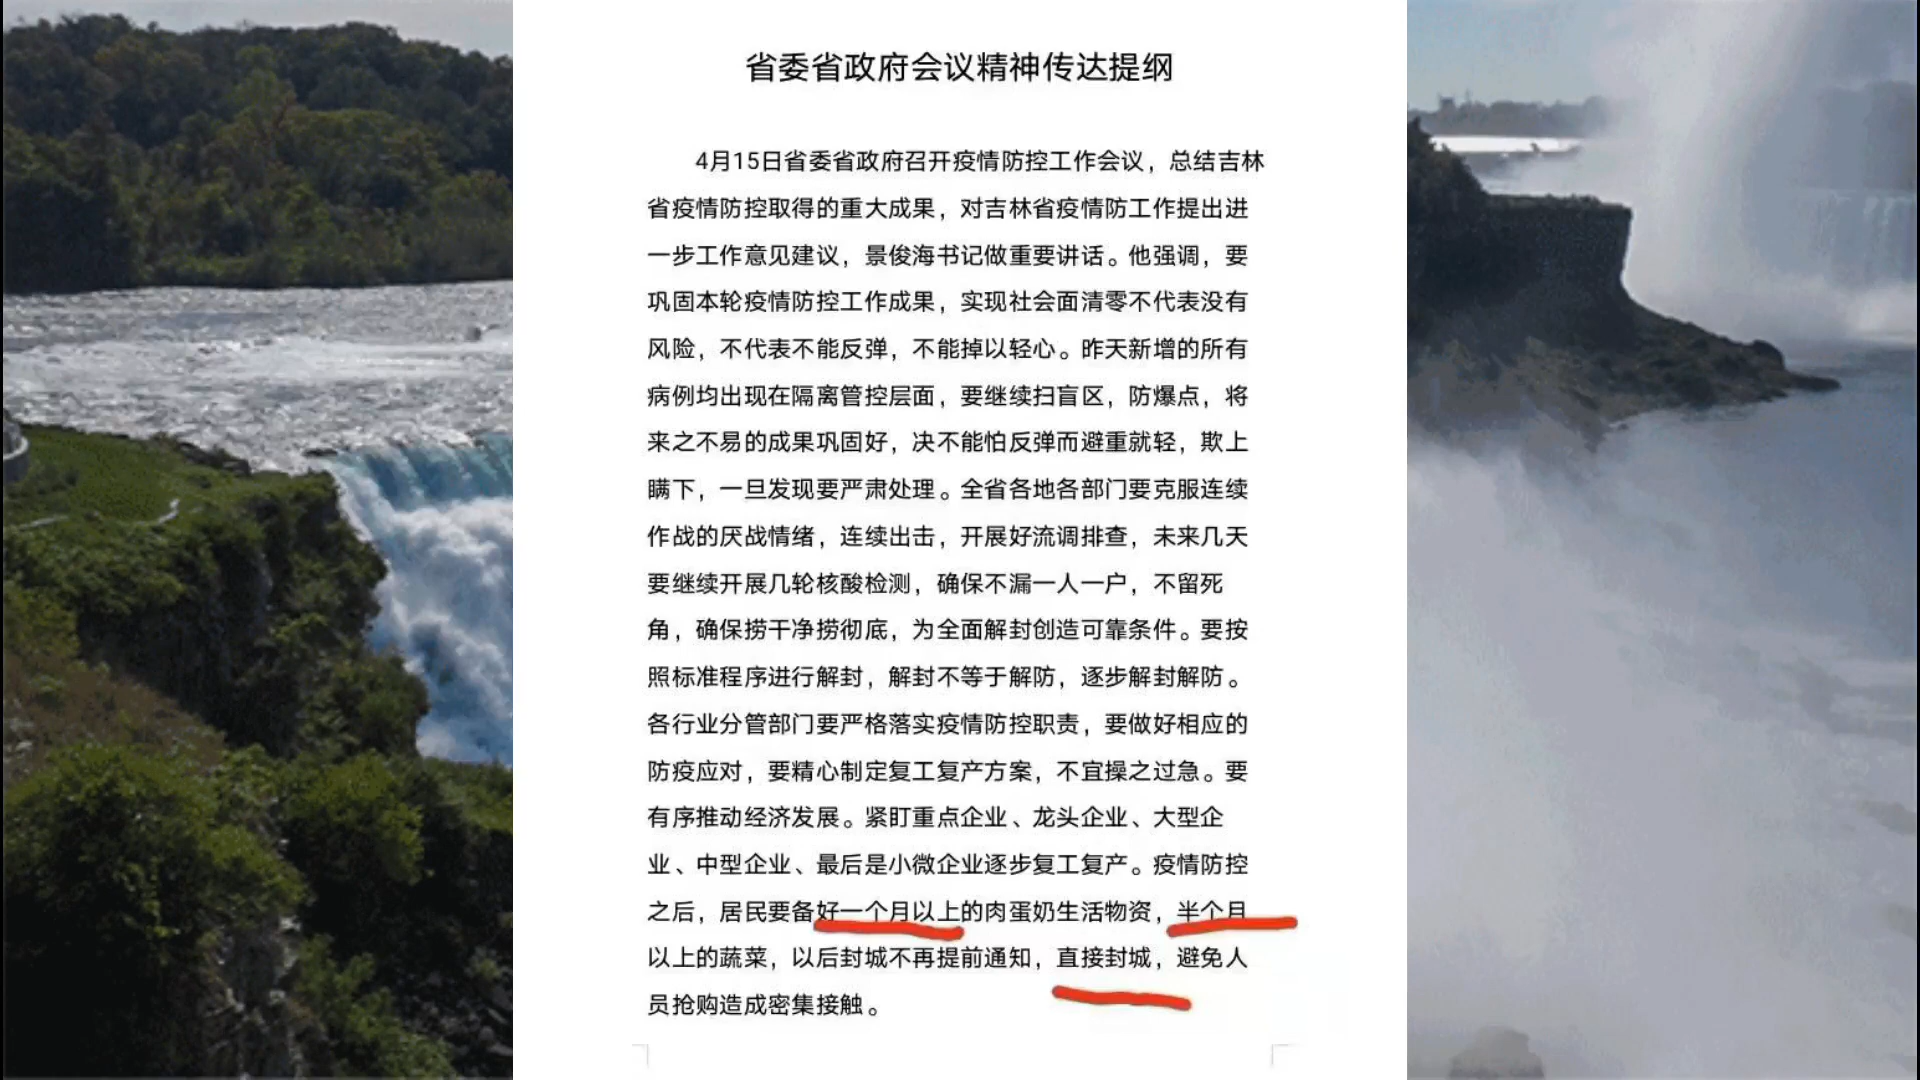 省委省政府会议精神传达提纲
4月15日省委省政府召开疫情防控工作会议，总结吉林
省疫情防控取得的重大成果，对吉林省疫情防工作提出进
一步工作意见建议，景俊海书记做重要讲话。他强调，要
巩固本轮疫情防控工作成果，实现社会面清零不代表没有
风险，不代表不能反弹，不能掉以轻心。昨天新增的所有
病例均出现在隔离管控层面，要继续扫盲区，防爆点，将
来之不易的成果巩固好，决不能怕反弹而避重就轻，欺上
瞒下，一旦发现要严肃处理。全省各地各部门要克服连续
作战的厌战情绪，连续出击，开展好流调排查，未来几天
要继续开展几轮核酸检测，确保不漏一人一户，不留死
角，确保捞干净捞彻底，为全面解封创造可靠条件。要按
照标准程序进行解封，解封不等于解防，逐步解封解防。
各行业分管部门要严格落实疫情防控职责，要做好相应的
防疫应对，要精心制定复工复产方案，不宜操之过急。要
有序推动经济发展。紧盯重点企业、龙头企业、大型企
业、中型企业、最后是小微企业逐步复工复产。疫情防控
之后，居民要备好一个月以上的肉蛋奶生活物资，半个月
以上的蔬菜，以后封城不再提前通知，直接封城，避免人
员抢购造成密集接触。